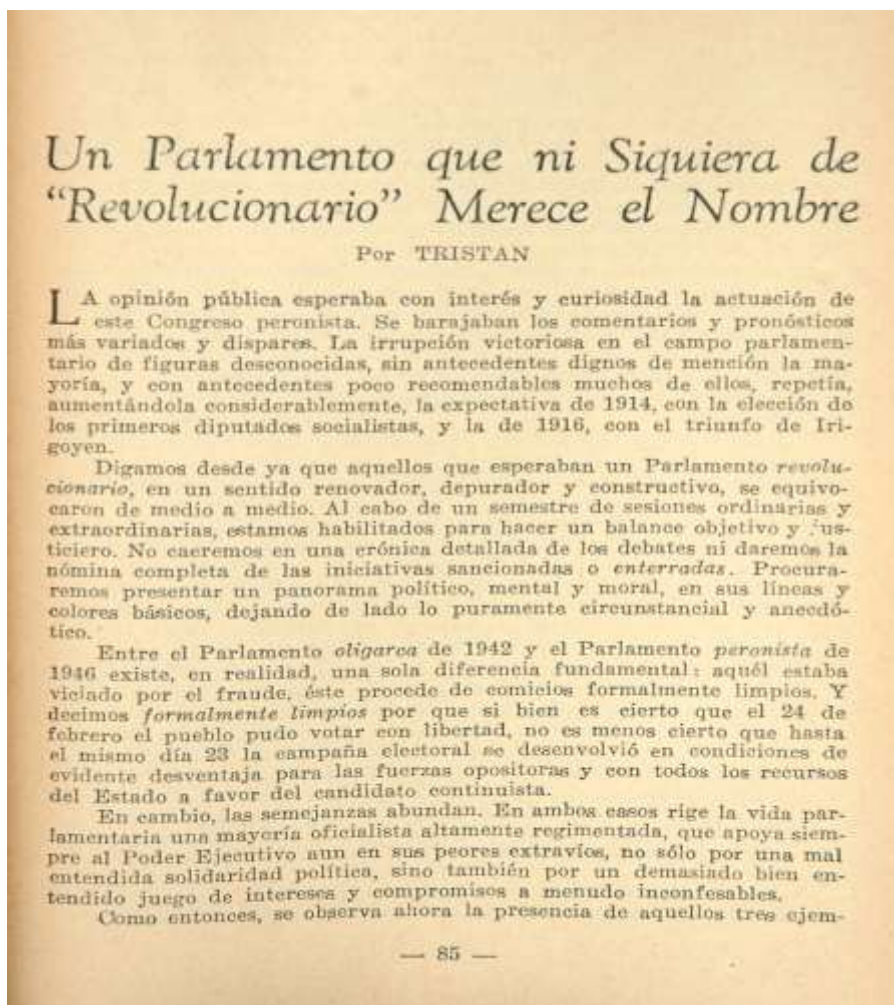 Un Parlamento que ni Siquiera de
“Revolucionario” Merece el Nombre
Por TRISTAN
LA opinión pública esperaba con interés y curiosidad la actuación de
este Congreso peronista. Se barajaban los comentarios y pronósticos
más variados y dispares. La irrupción victoriosa en el campo parlamen-
tario de figuras desconocidas, sin antecedentes dignos de mención la ma-
yoría, y con antecedentes poco recomendables muchos de ellos, repetía,
aumentándola considerablemente, la expectativa de 1914, con la elección de
los primeros diputados socialistas, y la de 1916, con el triunfo de Iri-
goyen.
Digamos desde ya que aquellos que esperaban un Parlamento revolu-
cionario, en un sentido renovador, depurador y constructivo, se equivo-
caron de medio a medio. Al cabo de un semestre de sesiones ordinarias y
extraordinarias, estamos habilitados para hacer un balance objetivo y jus-
ticiero. No caeremos en una crónica detallada de los debates ni daremos la
nómina completa de las iniciativas sancionadas o enterradas. Procura-
remos presentar un panorama político, mental y moral, en sus líneas y
colores básicos, dejando de lado lo puramente circunstancial y anecdó-
tico.
Entre el Parlamento oligarca de 1942 y el Parlamento peronista de
1946 existe, en realidad, una sola diferencia fundamental: aquél estaba
viciado por el fraude, éste procede de comicios formalmente limpios. Y
decimos formalmente limpios por que si bien es cierto que el 24 de
febrero el pueblo pudo votar con libertad, no es menos cierto que hasta
el mismo día 23 la campaña electoral se desenvolvió en condiciones de
evidente desventaja para las fuerzas opositoras y con todos los recursos
del Estado a favor del candidato continuista.
En cambio, las semejanzas abundan. En ambos casos rige la vida par-
lamentaria una mayoría oficialista altamente regimentada, que apoya siem-
pre al Poder Ejecutivo aun en sus peores extravíos, no sólo por una mal
entendida solidaridad política, sino también por un demasiado bien en-
tendido juego de intereses y compromisos a menudo inconfesables.
Como entonces, se observa ahora la presencia de aquellos tres ejem-
— 85 —